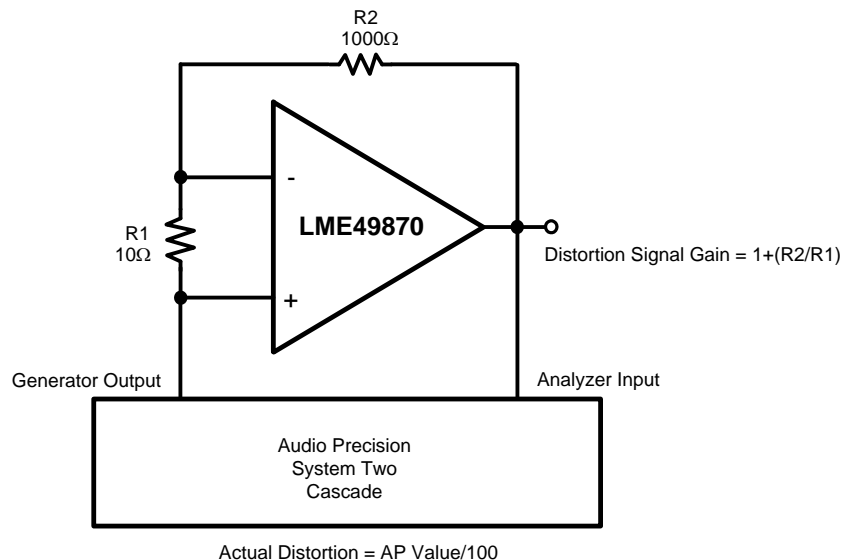 R2
1000Ω
-
R1
10Ω
LME49870
Distortion Signal Gain = 1+(R2/R1)
+
Generator Output
Analyzer Input
Audio Precision
System Two
Cascade
Actual Distortion = AP Value/100